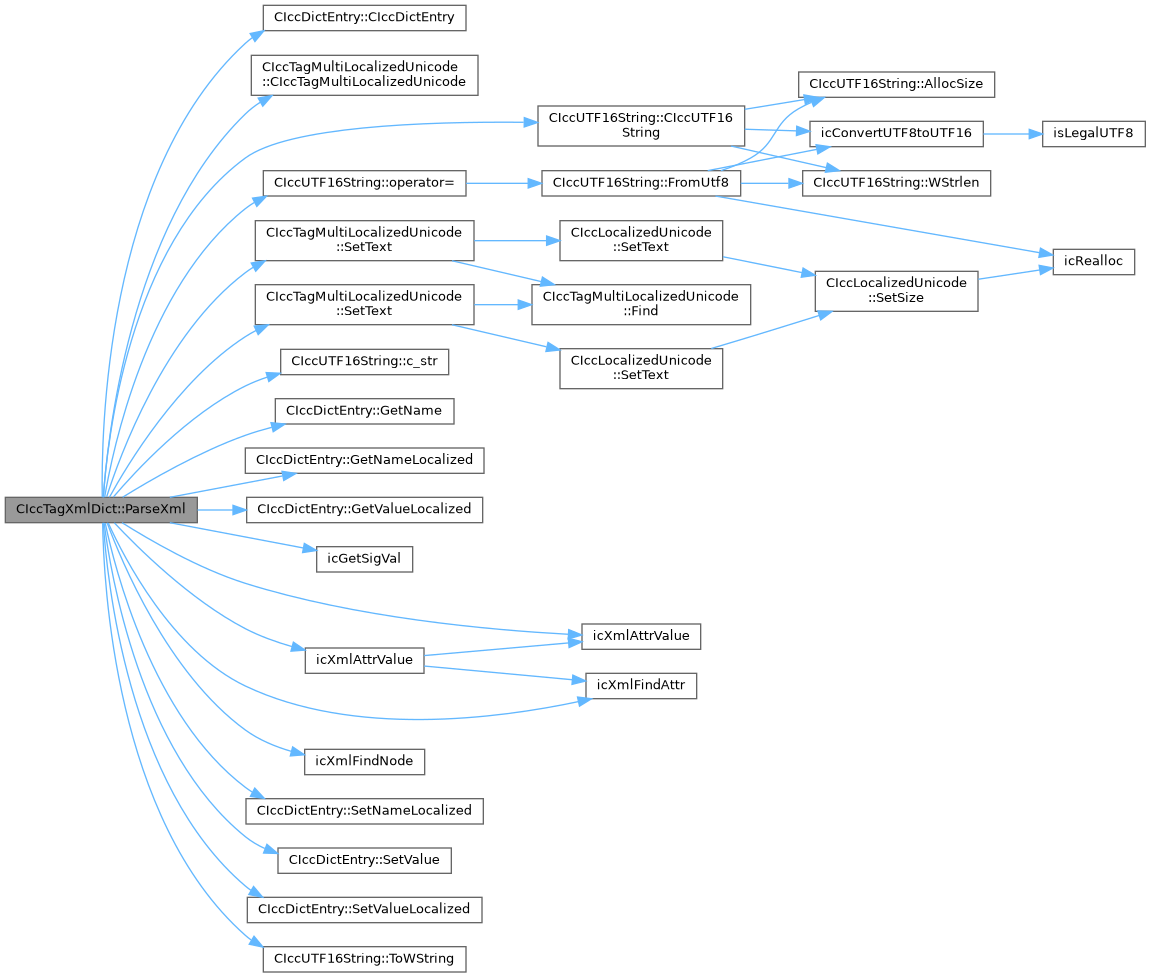 CIccDictEntry::CIccDictEntry
CIccTagMultiLocalizedUnicode
::CIccTagMultiLocalizedUnicode
CIccUTF16String::AllocSize
CIccUTF16String::CIccUTF16
String
icConvertUTF8toUTF16
isLegalUTF8
CIccUTF16String::operator=
CIccUTF16String::FromUtf8
CIccUTF16String::WStrlen
CIccTagMultiLocalizedUnicode
::SetText
CIccLocalizedUnicode
::SetText
icRealloc
CIccTagMultiLocalizedUnicode
::SetText
CIccTagMultiLocalizedUnicode
::Find
CIccLocalizedUnicode
::SetSize
CIccUTF16String::c_str
CIccLocalizedUnicode
::SetText
CIccDictEntry::GetName
CIccDictEntry::GetNameLocalized
CIccTagXmlDict::ParseXml
CIccDictEntry::GetValueLocalized
icGetSigVal
icXmlAttrValue
icXmlAttrValue
icXmlFindAttr
icXmlFindNode
CIccDictEntry::SetNameLocalized
CIccDictEntry::SetValue
CIccDictEntry::SetValueLocalized
CIccUTF16String::ToWString